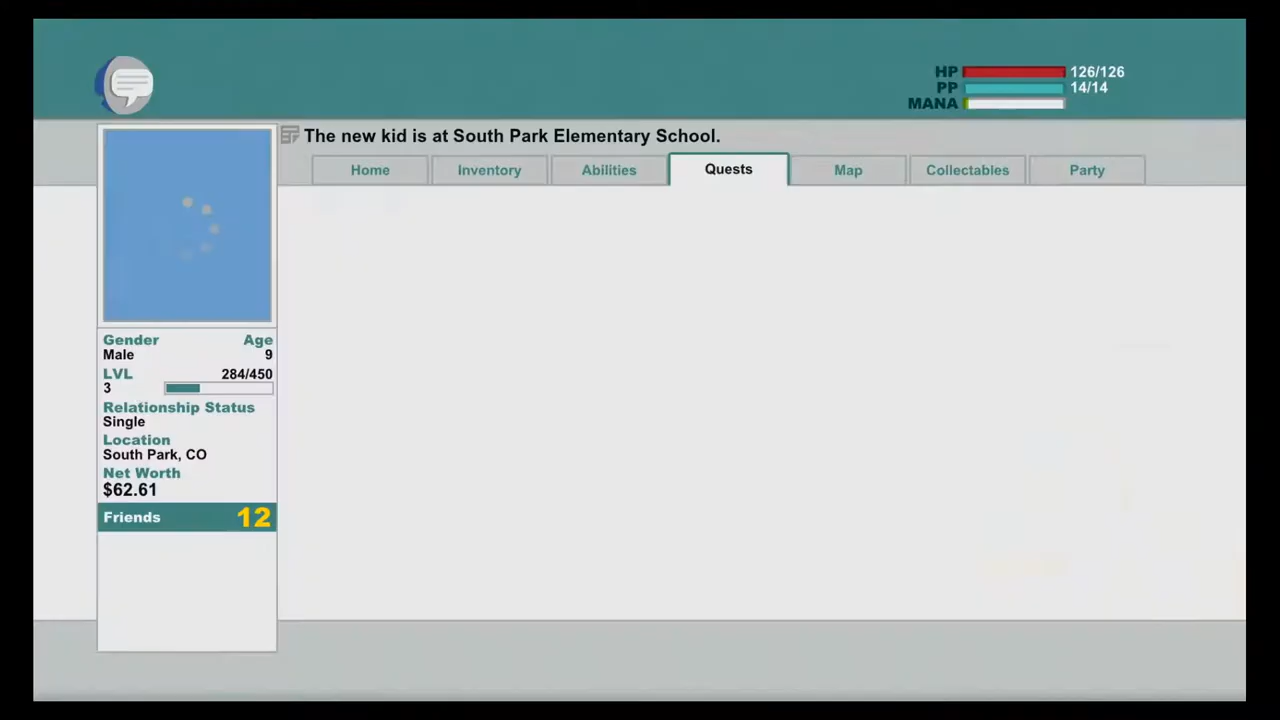 HP 126/126
PP 14/14
MANA
The new kid is at South Park Elementary School.
Home Inventory Abilities Quests Map Collectables Party
Gender Age
Male 9
LVL 284/450
3
Relationship Status
Single
Location
South Park, CO
Net Worth
$62.61
Friends 12